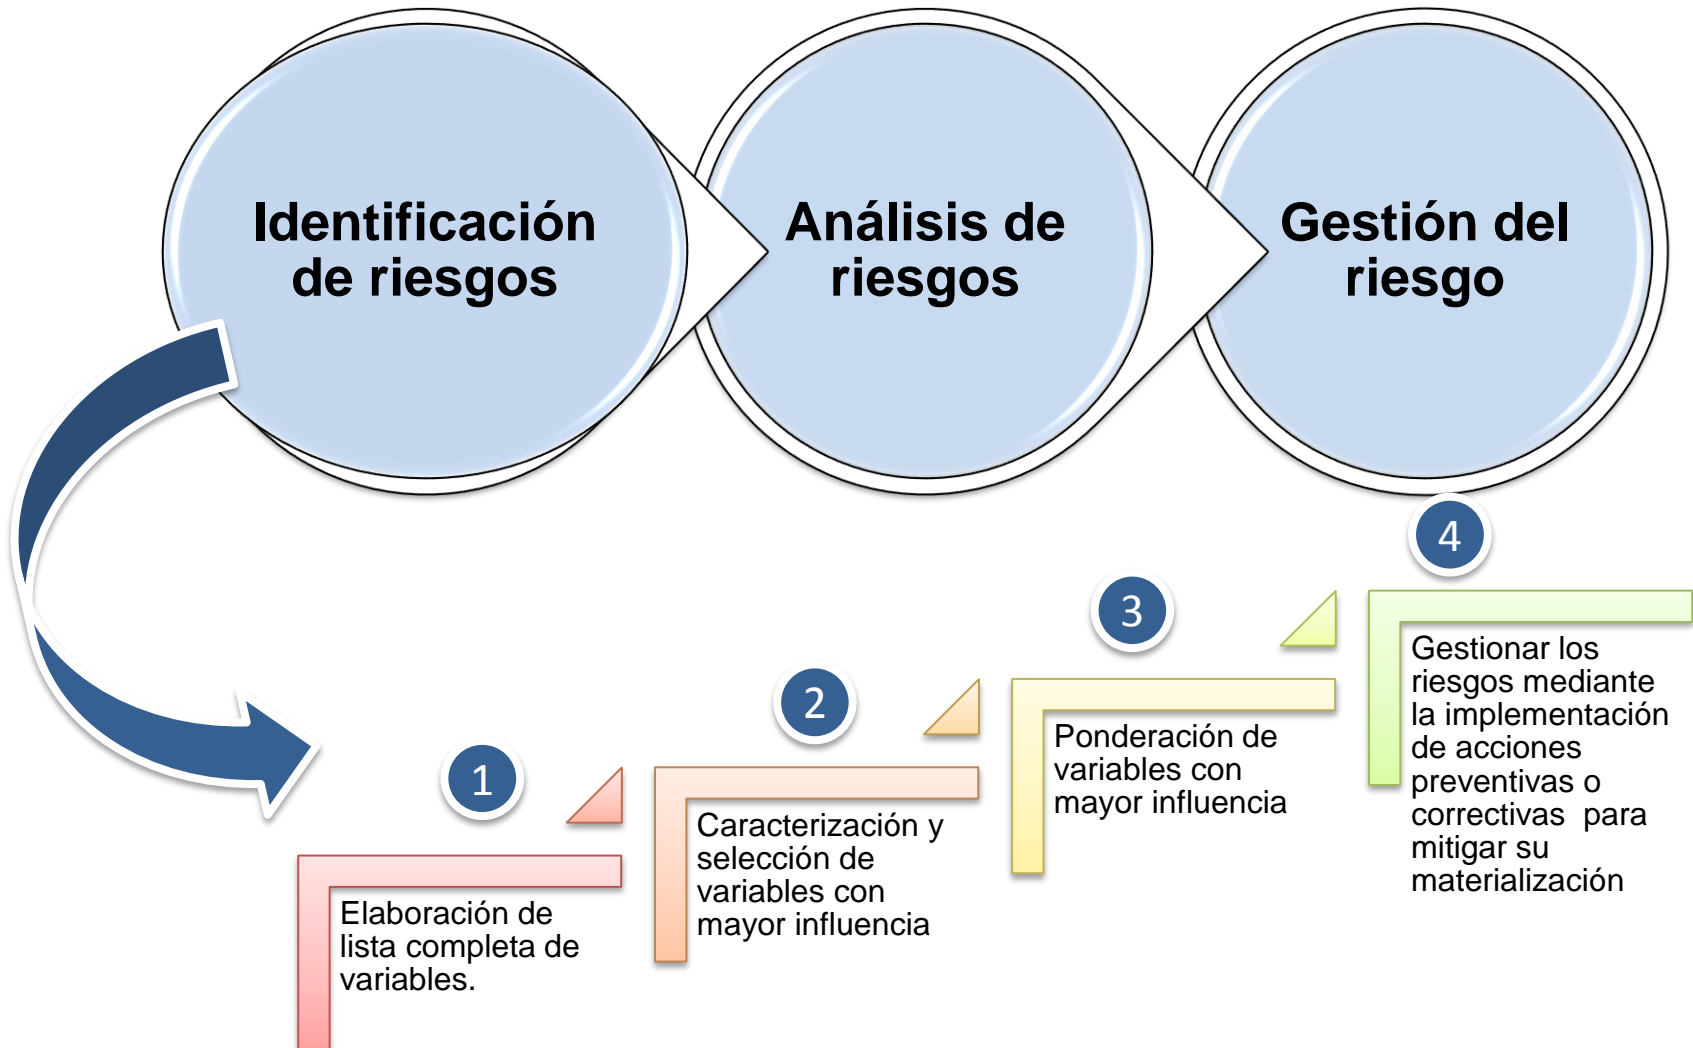 Identificación
de riesgos
Análisis de
riesgos
Gestión del
riesgo
1
Elaboración de
lista completa de
variables.
2
Caracterización y
selección de
variables con
mayor influencia
3
Ponderación de
variables con
mayor influencia
4
Gestionar los
riesgos mediante
la implementación
de acciones
preventivas o
correctivas  para
mitigar su
materialización